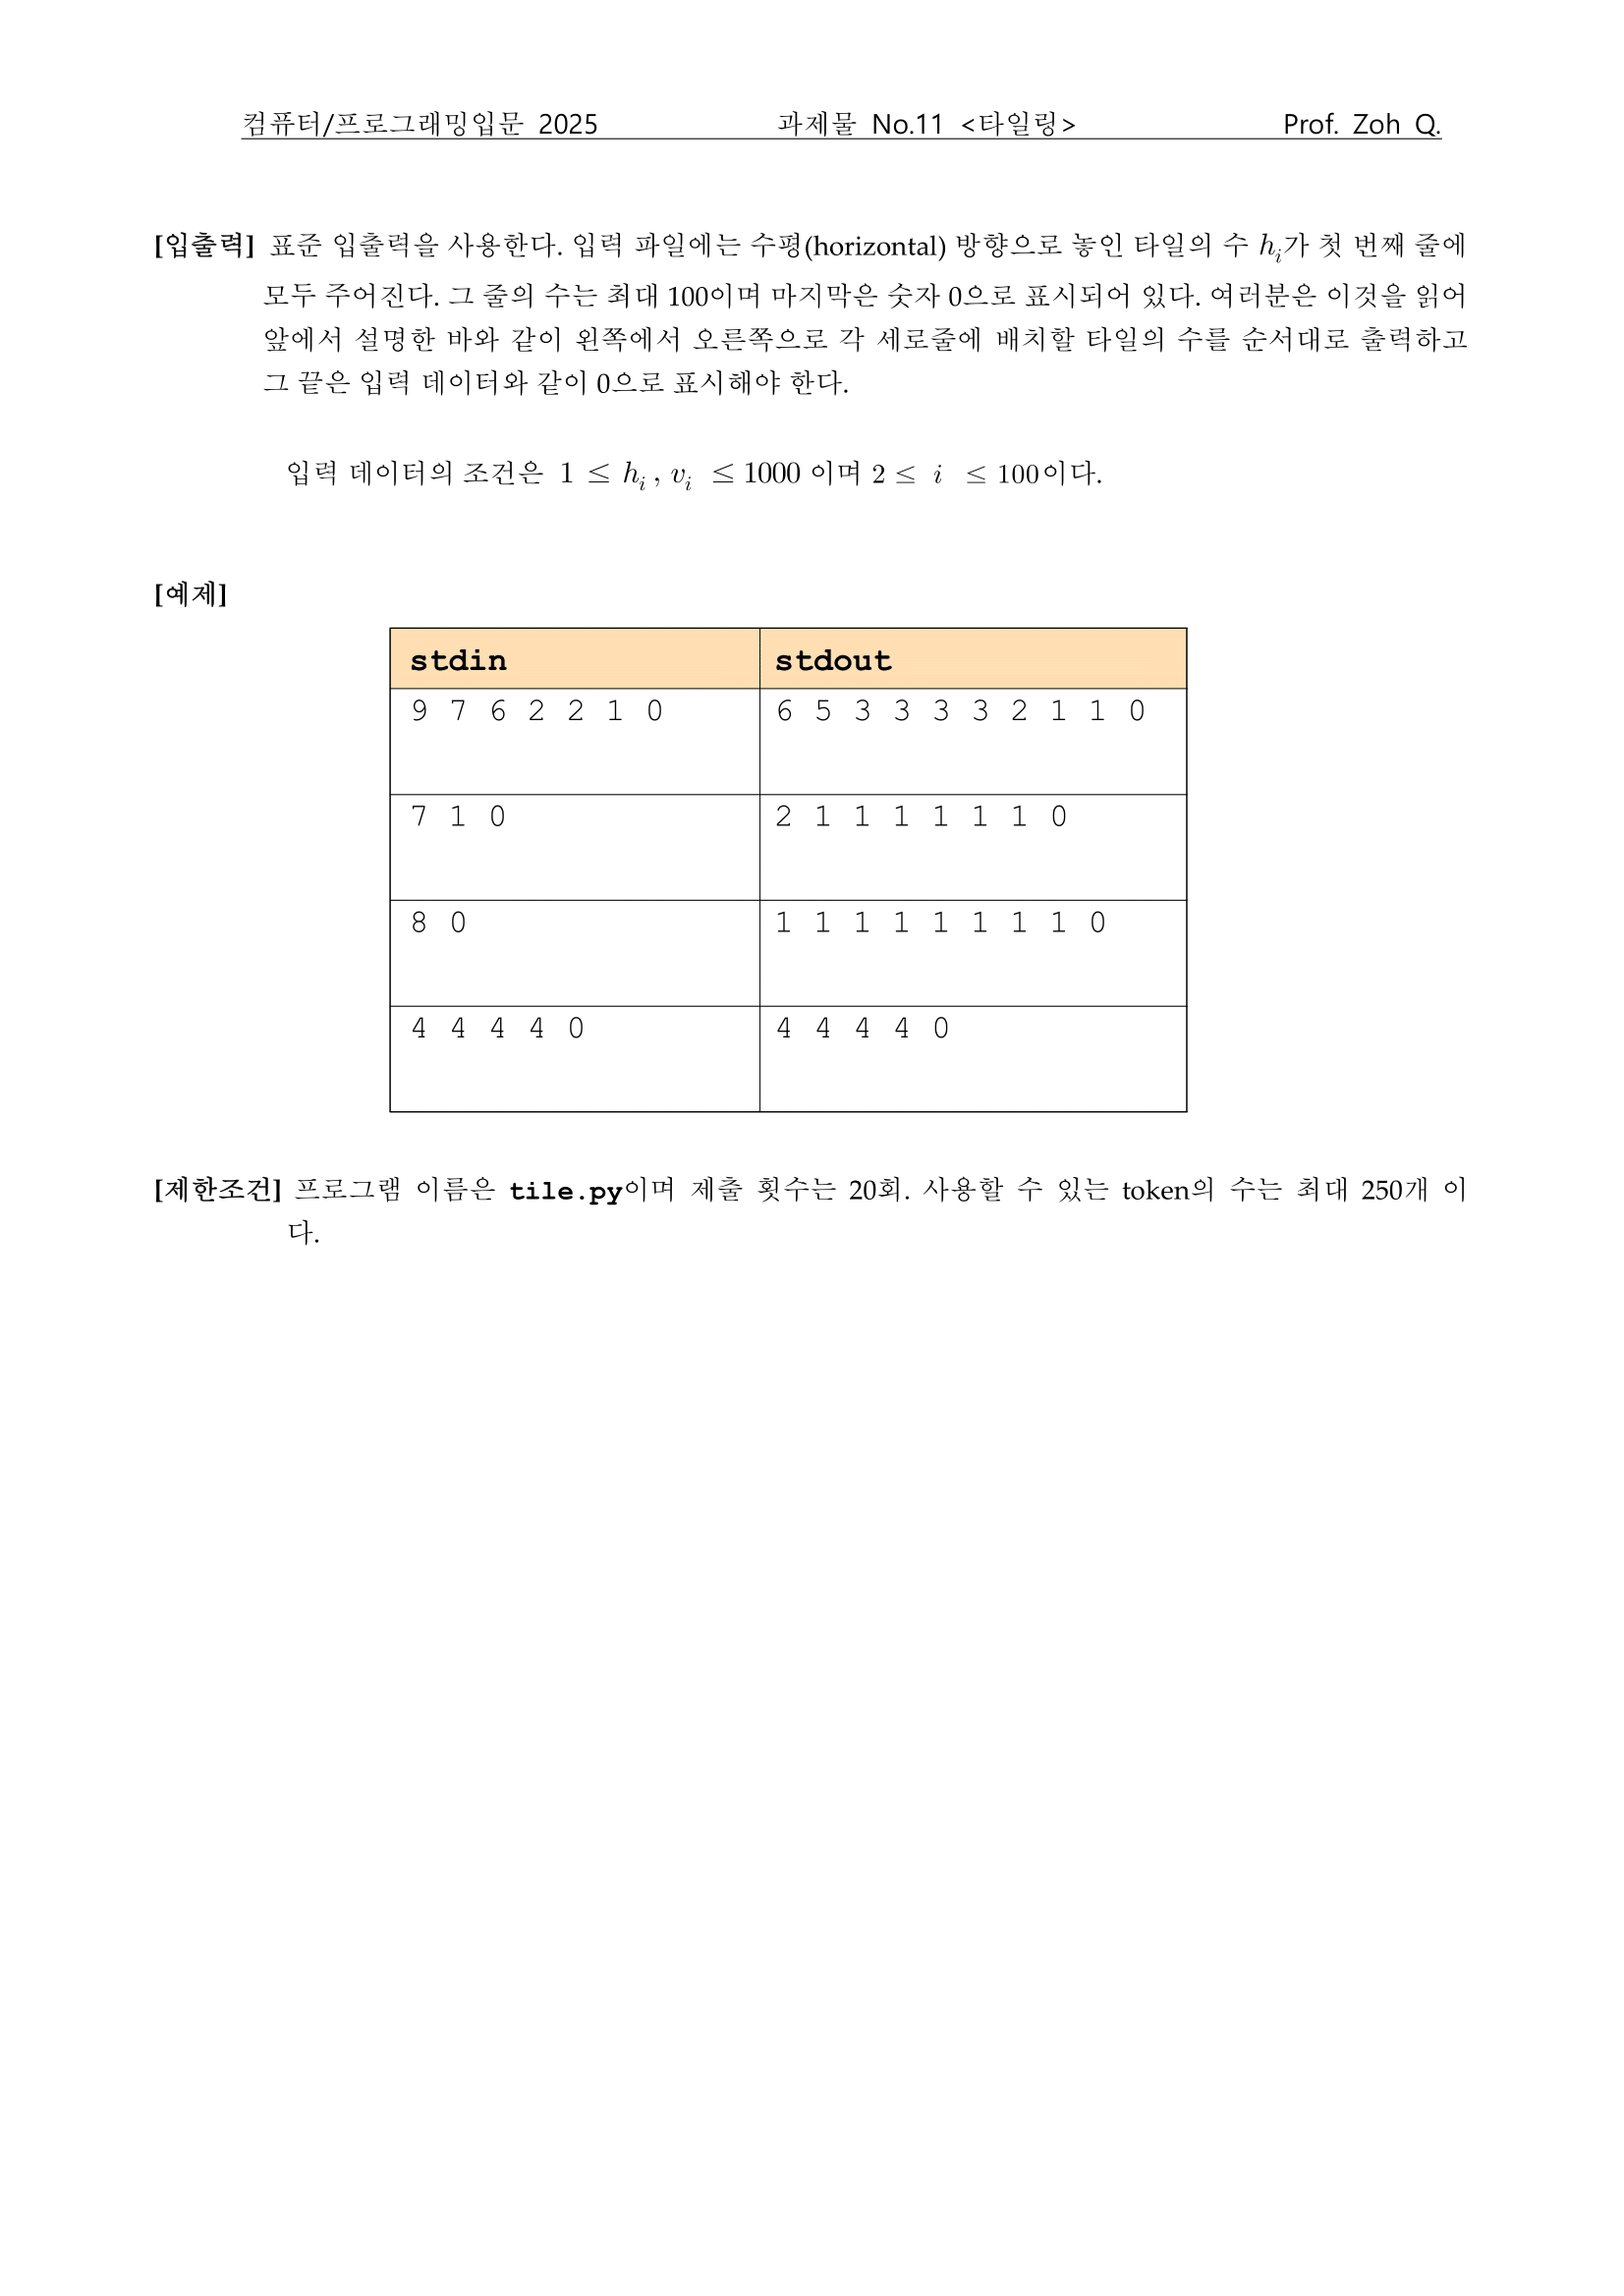 컴퓨터/프로그래밍입문 2025 과제물 No.11 <타일링> Prof. Zoh Q.
[입출력] 표준 입출력을 사용한다. 입력 파일에는 수평(horizontal) 방향으로 놓인 타일의 수 h_i가 첫 번째 줄에
모두 주어진다. 그 줄의 수는 최대 100이며 마지막은 숫자 0으로 표시되어 있다. 여러분은 이것을 읽어
앞에서 설명한 바와 같이 왼쪽에서 오른쪽으로 각 세로줄에 배치할 타일의 수를 순서대로 출력하고
그 끝은 입력 데이터와 같이 0으로 표시해야 한다.
입력 데이터의 조건은 1 ≤ h_i , v_i ≤ 1000 이며 2 ≤ i ≤ 100이다.
[예제]
stdin stdout
9 7 6 2 2 1 0 6 5 3 3 3 3 2 1 1 0
7 1 0 2 1 1 1 1 1 1 0
8 0 1 1 1 1 1 1 1 1 0
4 4 4 4 0 4 4 4 4 0
[제한조건] 프로그램 이름은 tile.py이며 제출 횟수는 20회. 사용할 수 있는 token의 수는 최대 250개 이
다.